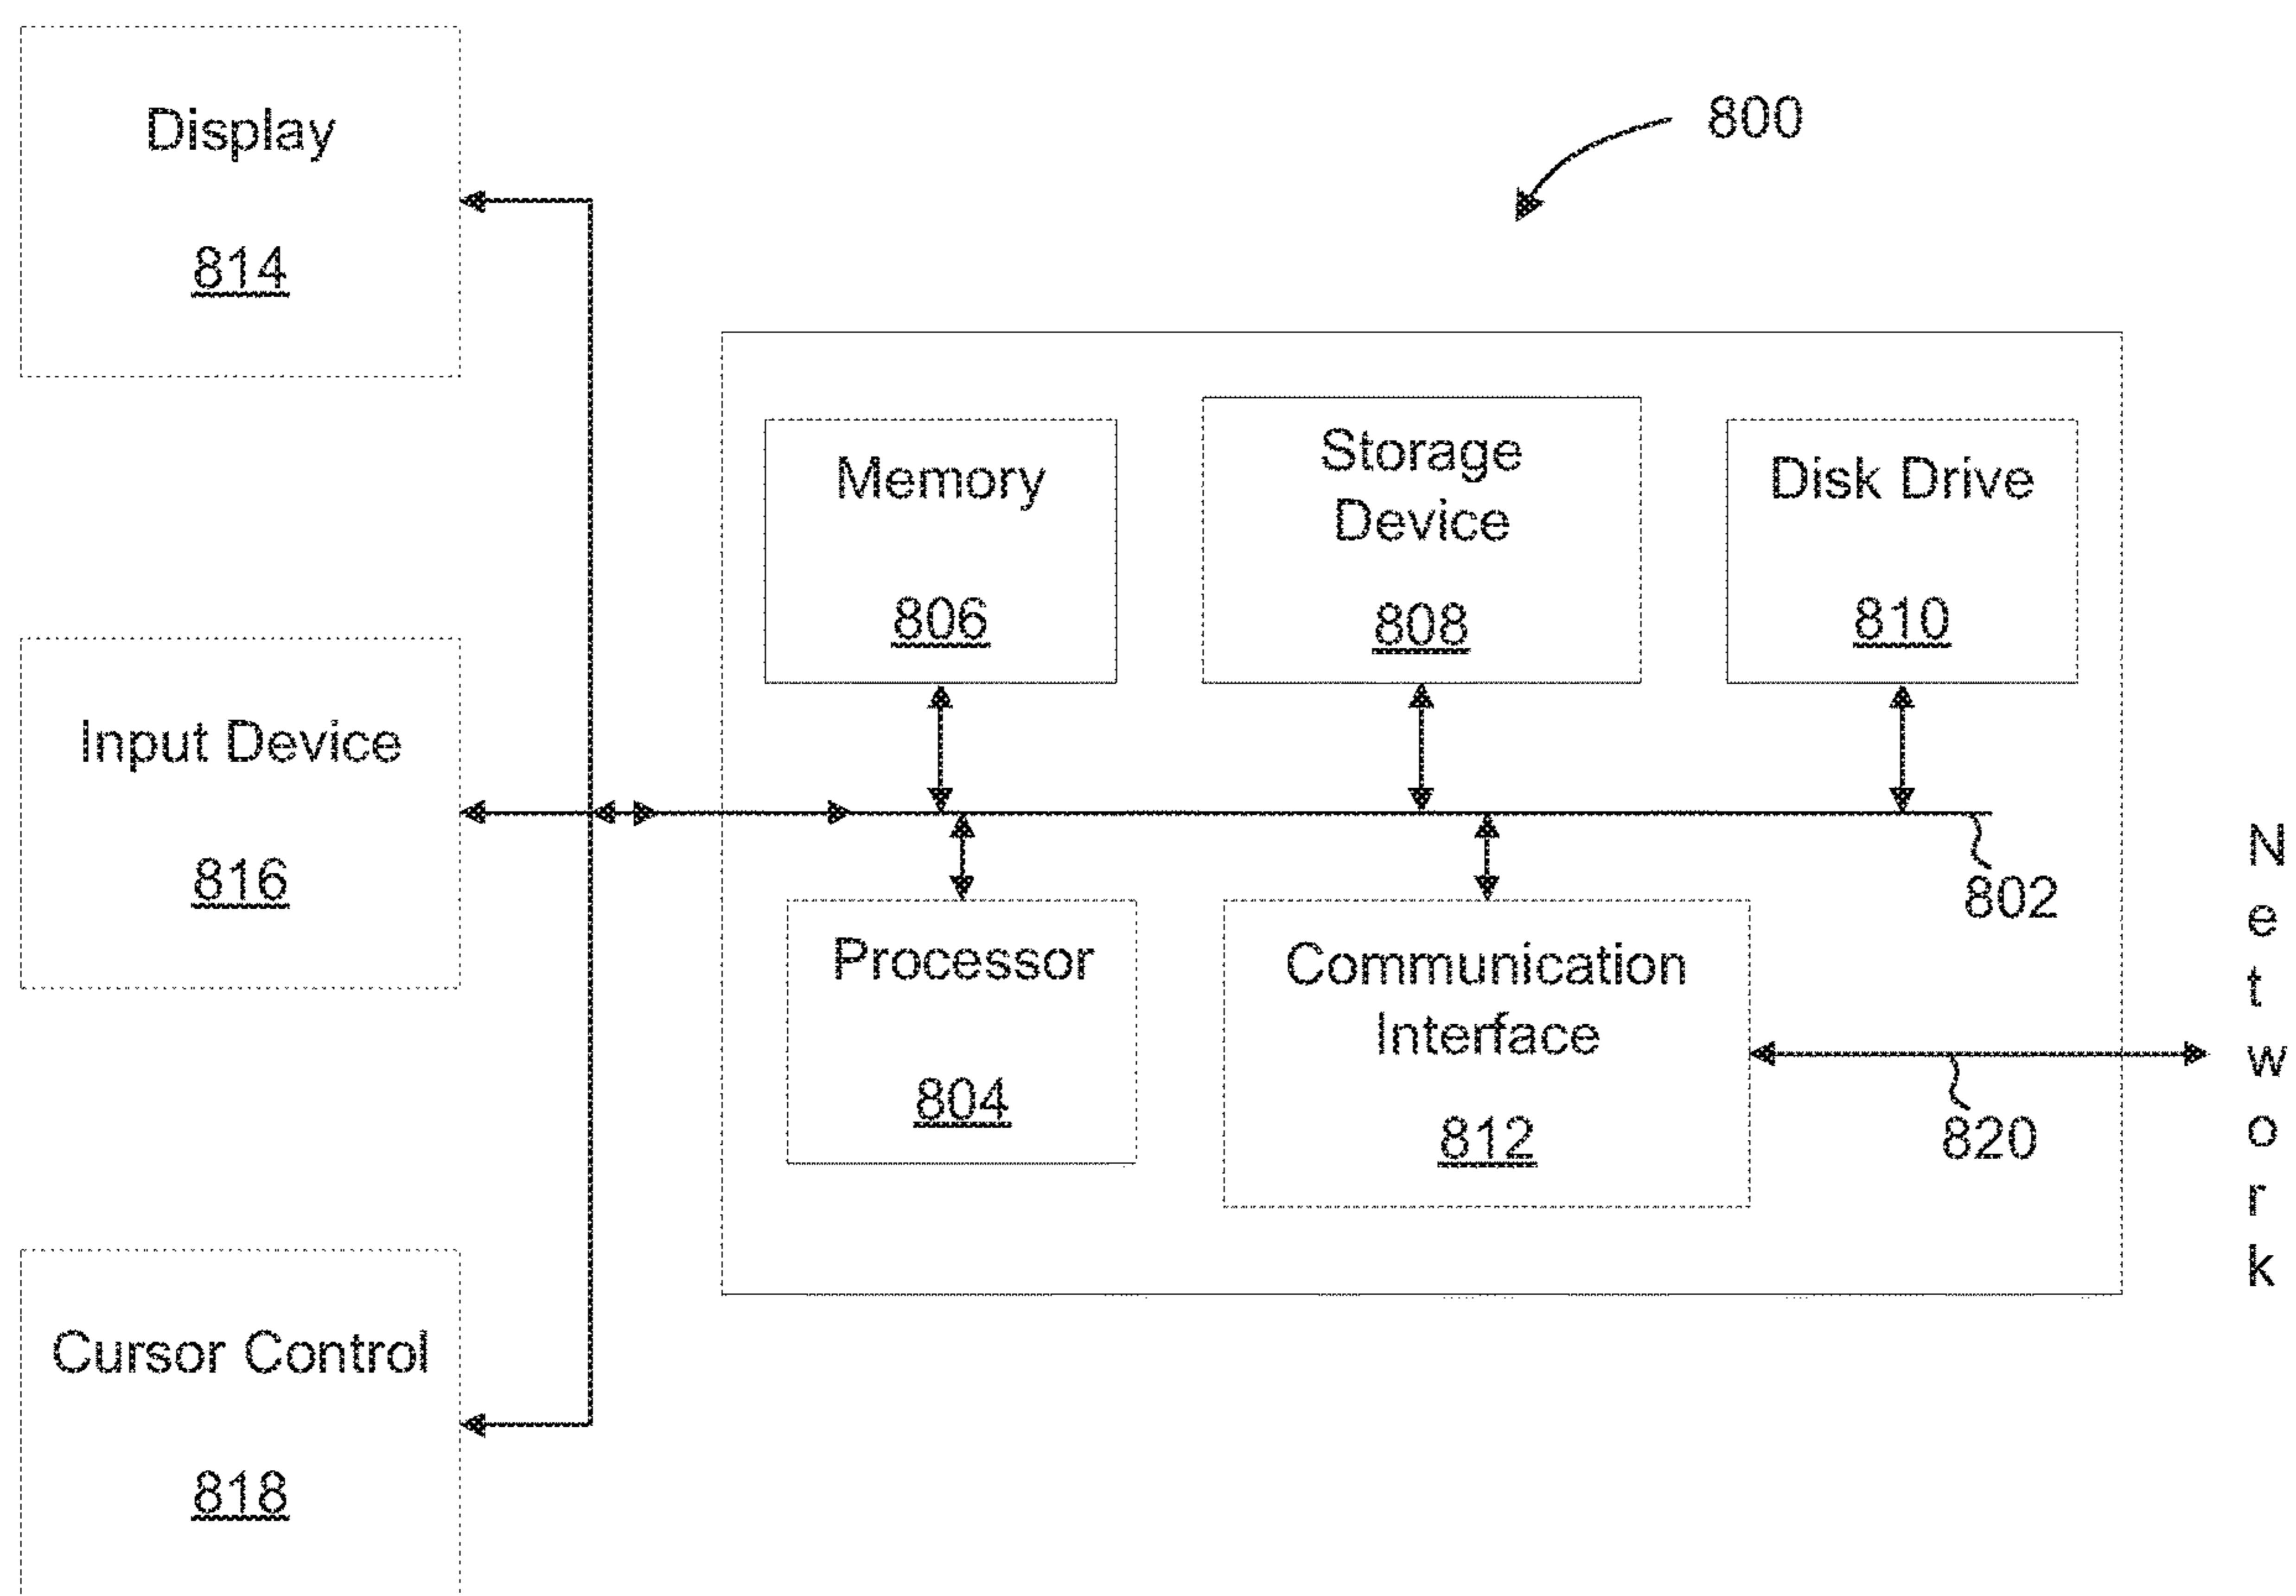 Display
814
800
Memory
806
Storage
Device
808
Disk Drive
810
Input Device
816
802
Processor
804
Communication
Interface
812
820
Network
Cursor Control
818